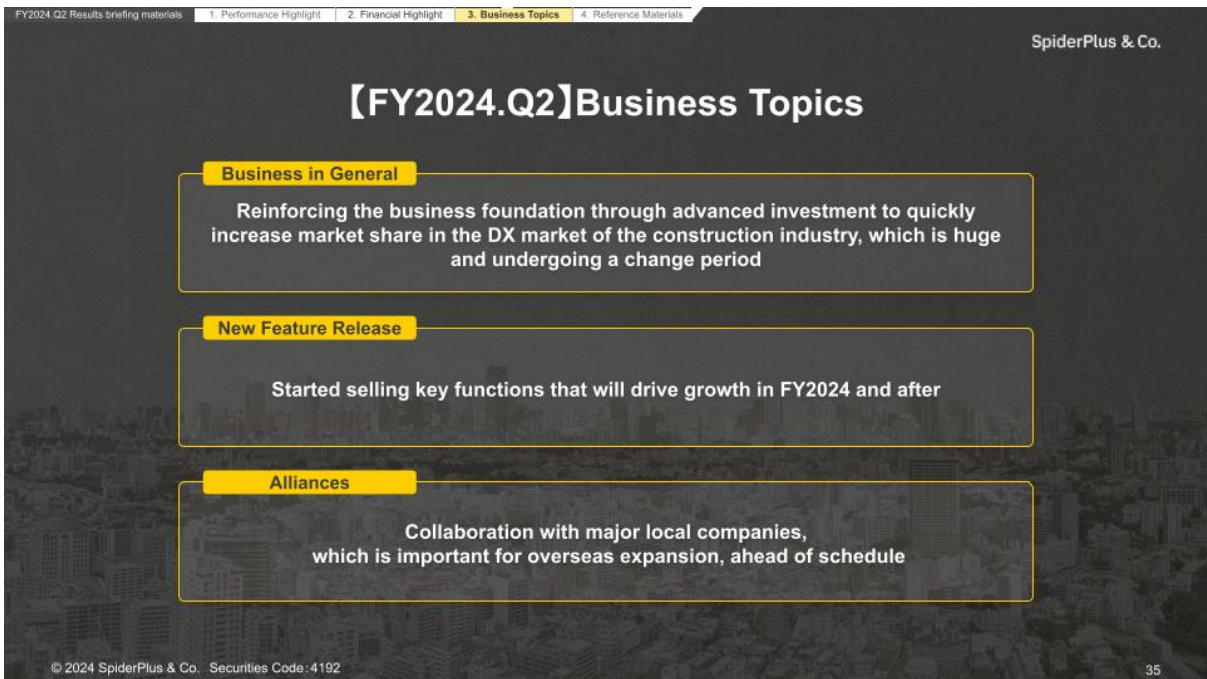 FY2024.Q2 Results briefing materials
1. Performance Highlight
2. Financial Highlight
3. Business Topics
4. Reference Materials
SpiderPlus & Co.
【FY2024.Q2】Business Topics
Business in General
Reinforcing the business foundation through advanced investment to quickly
increase market share in the DX market of the construction industry, which is huge
and undergoing a change period
New Feature Release
Started selling key functions that will drive growth in FY2024 and after
Alliances
Collaboration with major local companies,
which is important for overseas expansion, ahead of schedule
© 2024 SpiderPlus & Co. Securities Code:4192
35